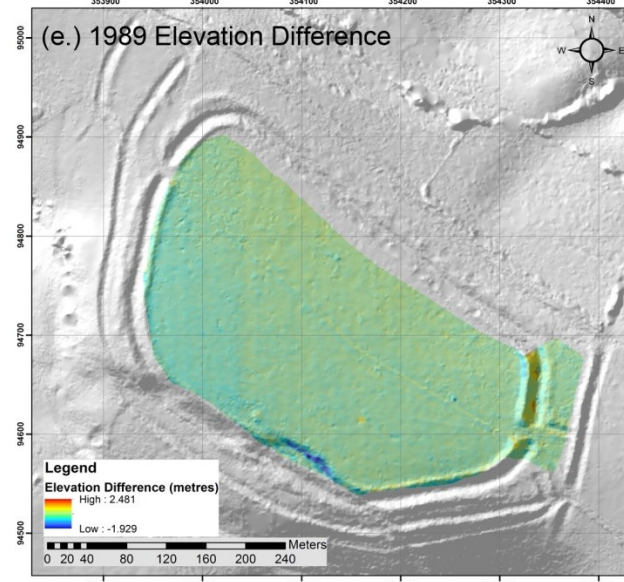 353900 354000 354100 354200 354300 354400
(e.) 1989 Elevation Difference
N
W E
S
95000
94900
94800
94700
94600
94500
Legend
Elevation Difference (metres)
High : 2.481
Low : -1.929
Meters
0 20 40 80 120 160 200 240